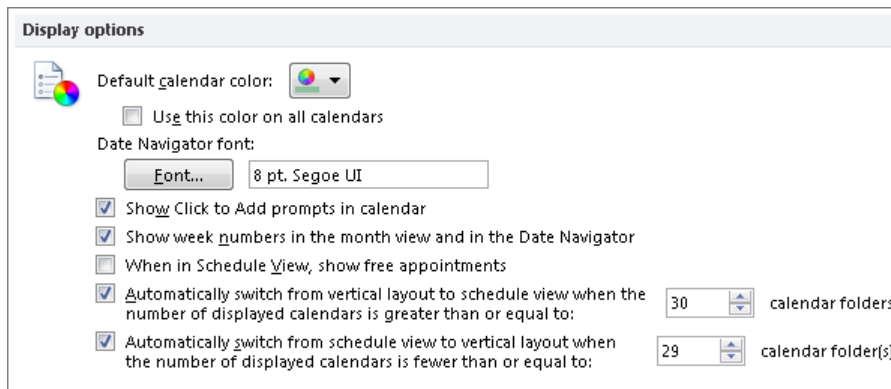 Display options
Default calendar color:
Use this color on all calendars
Date Navigator font:
Font... 8 pt. Segoe UI
Show Click to Add prompts in calendar
Show week numbers in the month view and in the Date Navigator
When in Schedule View, show free appointments
Automatically switch from vertical layout to schedule view when the
number of displayed calendars is greater than or equal to: 30 calendar folders
Automatically switch from schedule view to vertical layout when
the number of displayed calendars is fewer than or equal to: 29 calendar folder(s)